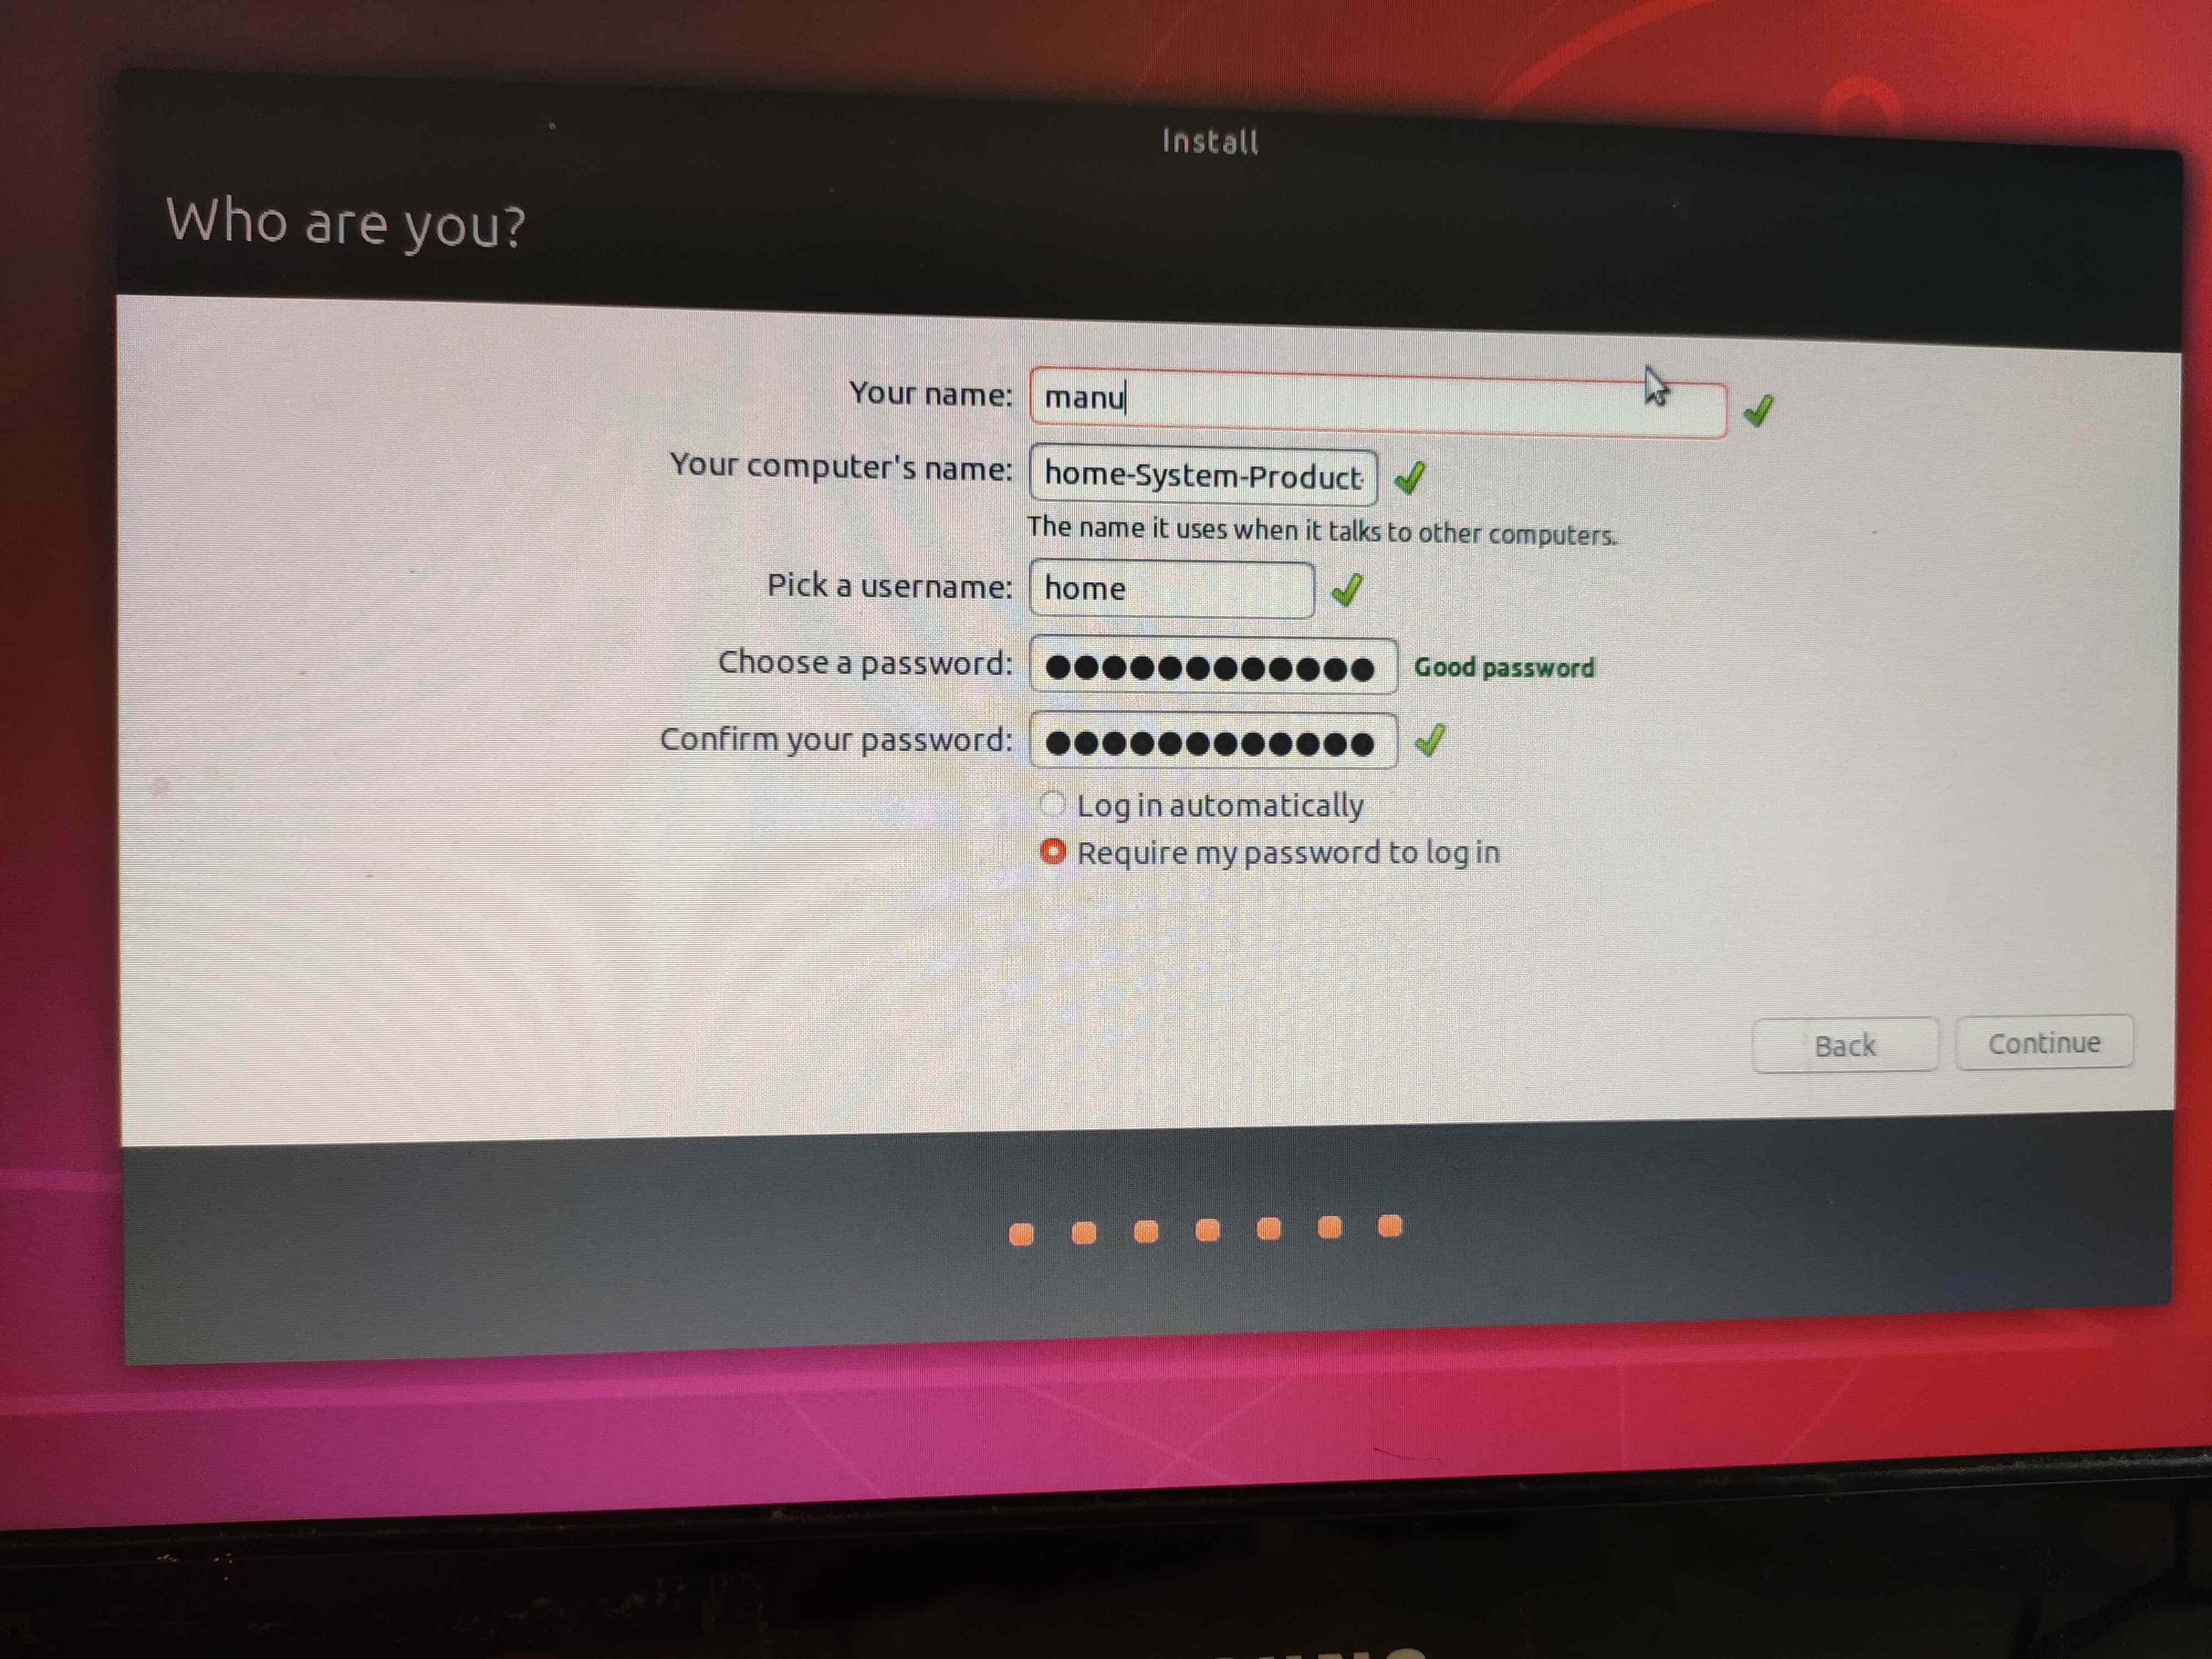 Install
Who are you?
Your name: manu
Your computer's name: home-System-Product-
The name it uses when it talks to other computers.
Pick a username: home
Choose a password: ●●●●●●●●●●●● Good password
Confirm your password: ●●●●●●●●●●●●
Log in automatically
Require my password to log in
Back Continue